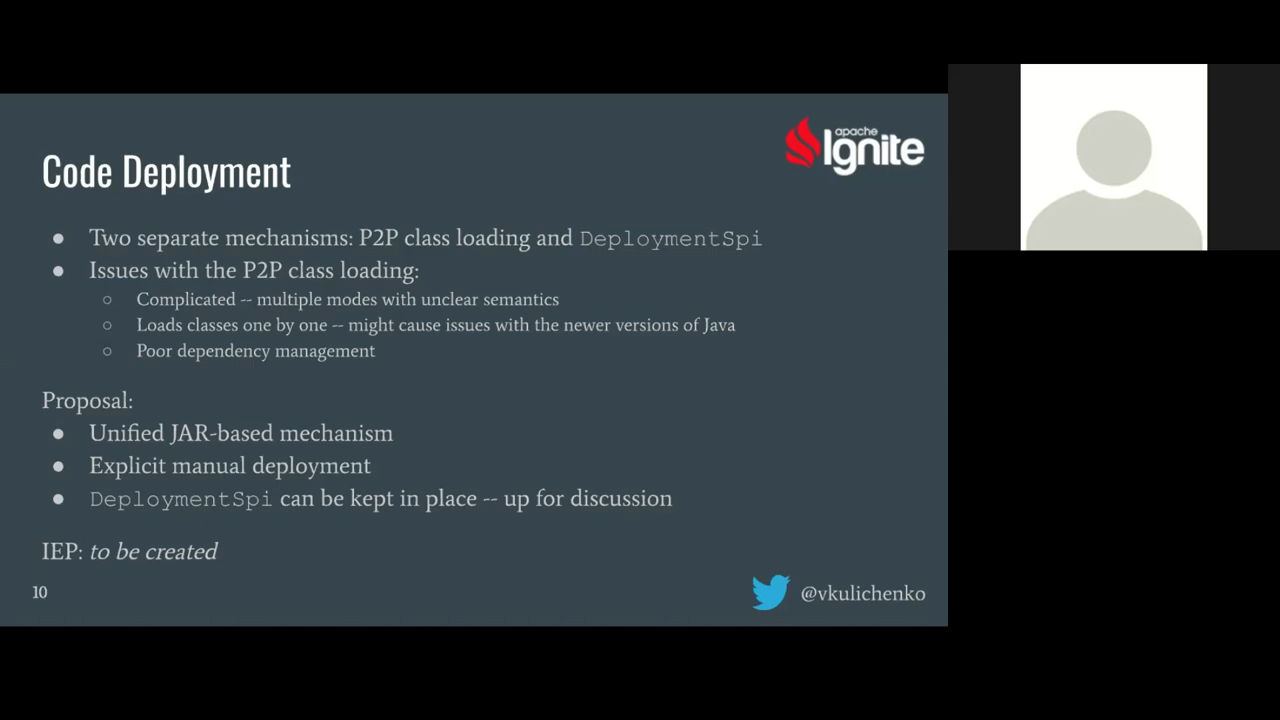 apache
Ignite
Code Deployment
● Two separate mechanisms: P2P class loading and DeploymentSpi
● Issues with the P2P class loading:
○ Complicated -- multiple modes with unclear semantics
○ Loads classes one by one -- might cause issues with the newer versions of Java
○ Poor dependency management
Proposal:
● Unified JAR-based mechanism
● Explicit manual deployment
● DeploymentSpi can be kept in place -- up for discussion
IEP: to be created
10
@vkulichenko